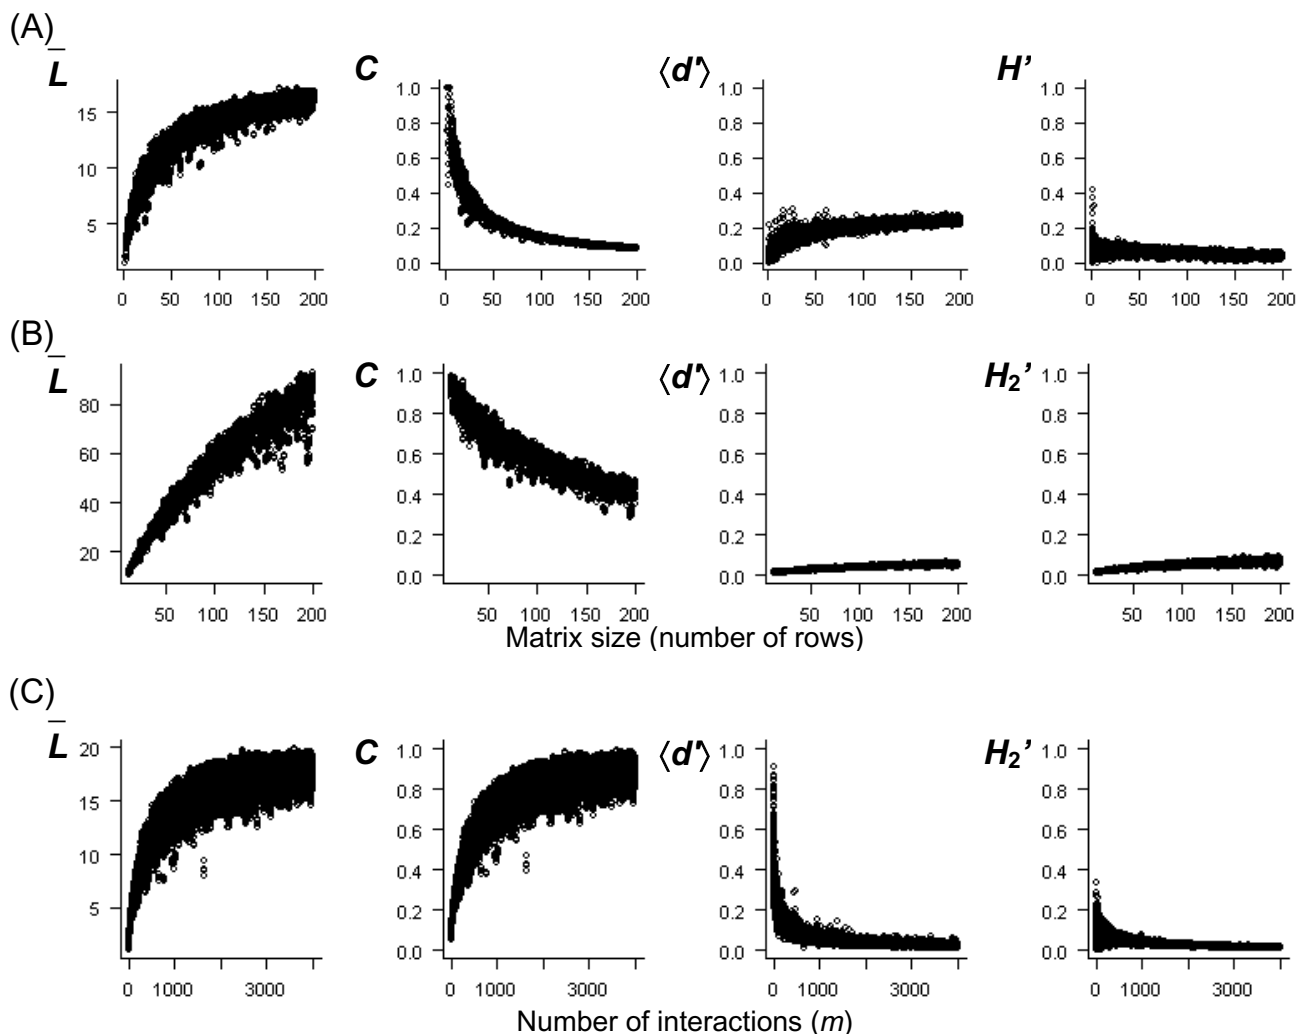 (A)
L̅ C ⟨d'⟩ H'
15 1.0 1.0 1.0
0.8 0.8 0.8
10 0.6 0.6 0.6
0.4 0.4 0.4
5 0.2 0.2 0.2
0.0 0.0 0.0
0 50 100 150 200 0 50 100 150 200 0 50 100 150 200 0 50 100 150 200
(B)
L̅ C ⟨d'⟩ H₂'
1.0 1.0 1.0
80 0.8 0.8 0.8
60 0.6 0.6 0.6
40 0.4 0.4 0.4
20 0.2 0.2 0.2
0.0 0.0 0.0
50 100 150 200 50 100 150 200 50 100 150 200 50 100 150 200
Matrix size (number of rows)
(C)
L̅ C ⟨d'⟩ H₂'
20 1.0 1.0 1.0
15 0.8 0.8 0.8
0.6 0.6 0.6
10 0.4 0.4 0.4
5 0.2 0.2 0.2
0.0 0.0 0.0
0 1000 3000 0 1000 3000 0 1000 3000 0 1000 3000
Number of interactions (m)